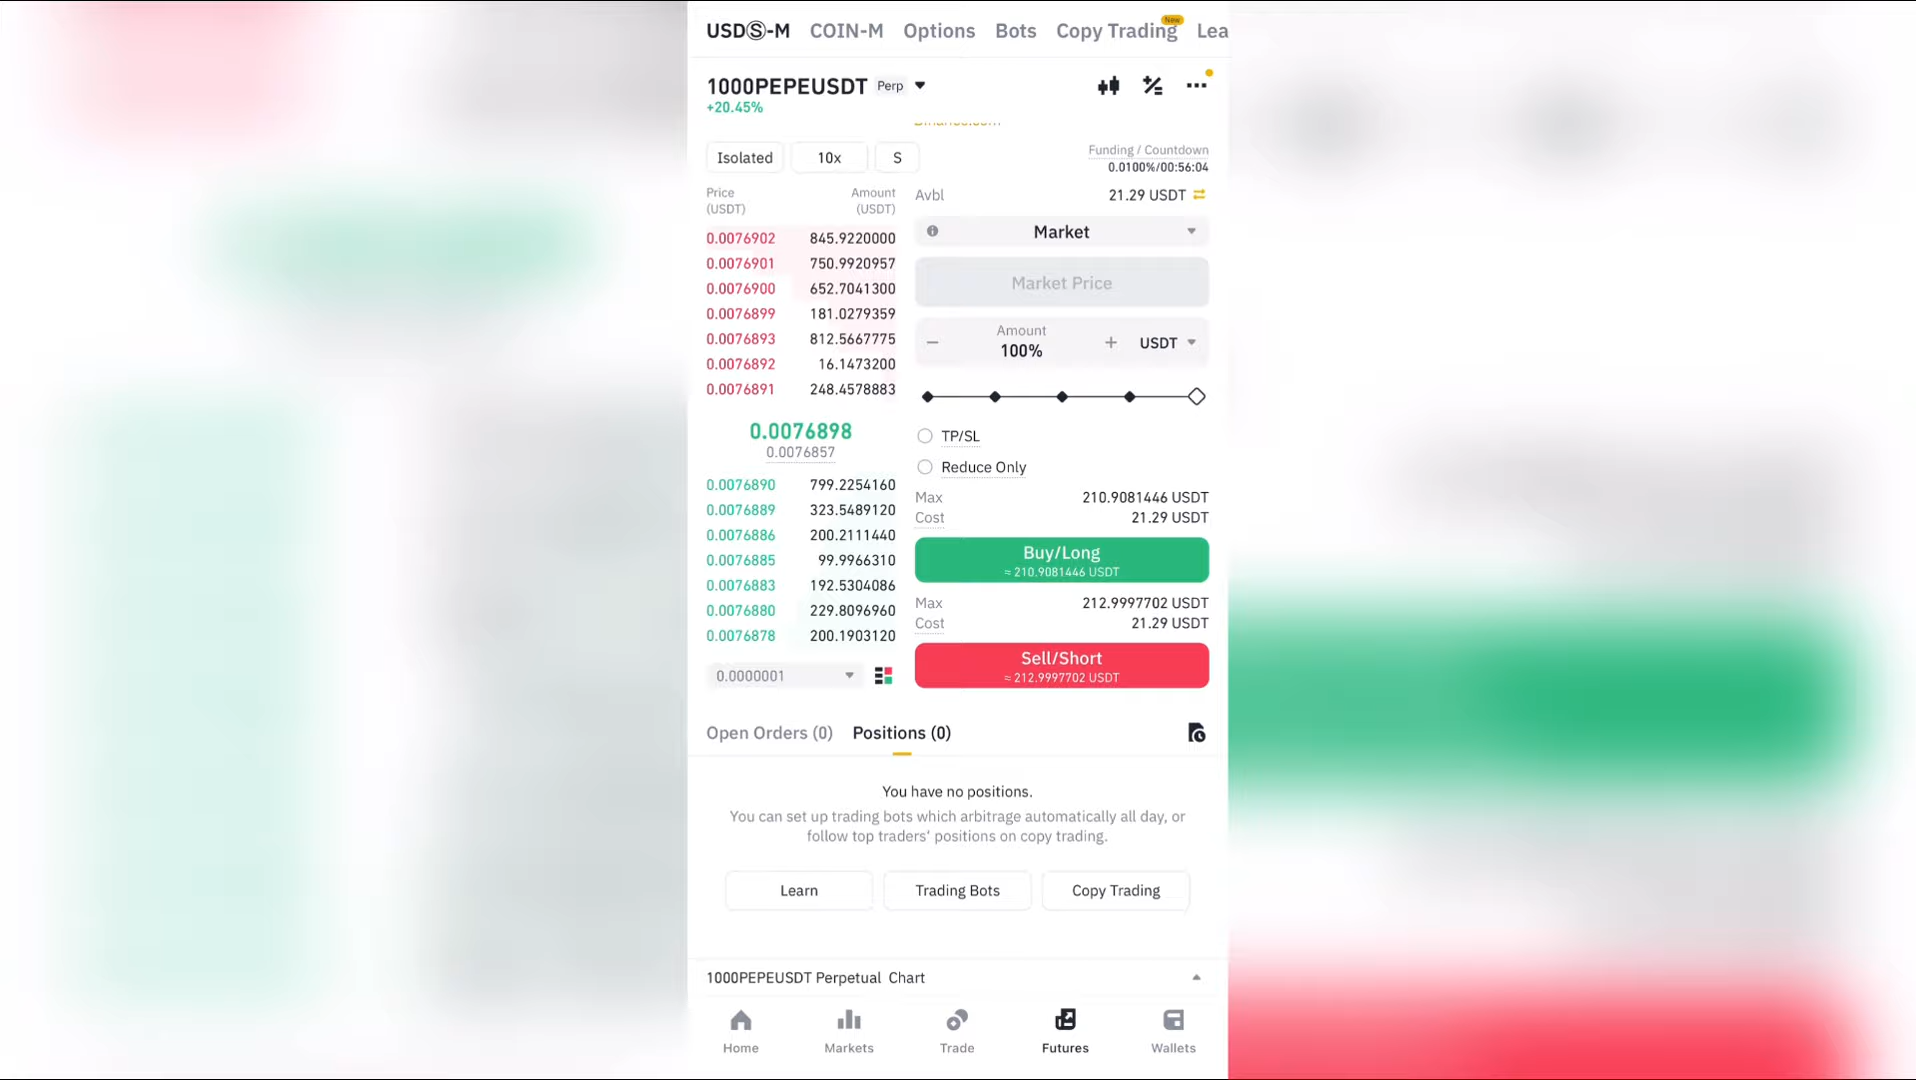 USDⓈ-M COIN-M Options Bots Copy Trading New Lea
1000PEPEUSDT Perp
+20.45%
Isolated 10x S
Funding / Countdown
0.0100%/00:56:04
Price (USDT) Amount (USDT)
0.0076902 845.9220000
0.0076901 750.9920957
0.0076900 652.7041300
0.0076899 181.0279359
0.0076893 812.5667775
0.0076892 16.1473200
0.0076891 248.4578883
0.0076898
0.0076857
0.0076890 799.2254160
0.0076889 323.5489120
0.0076886 200.2111440
0.0076885 99.9966310
0.0076883 192.5304086
0.0076880 229.8096960
0.0076878 200.1903120
0.0000001
Avbl 21.29 USDT
Market
Market Price
Amount
100%
USDT
TP/SL
Reduce Only
Max 210.9081446 USDT
Cost 21.29 USDT
Buy/Long
≈ 210.9081446 USDT
Max 212.9997702 USDT
Cost 21.29 USDT
Sell/Short
≈ 212.9997702 USDT
Open Orders (0) Positions (0)
You have no positions.
You can set up trading bots which arbitrage automatically all day, or
follow top traders' positions on copy trading.
Learn Trading Bots Copy Trading
1000PEPEUSDT Perpetual Chart
Home Markets Trade Futures Wallets